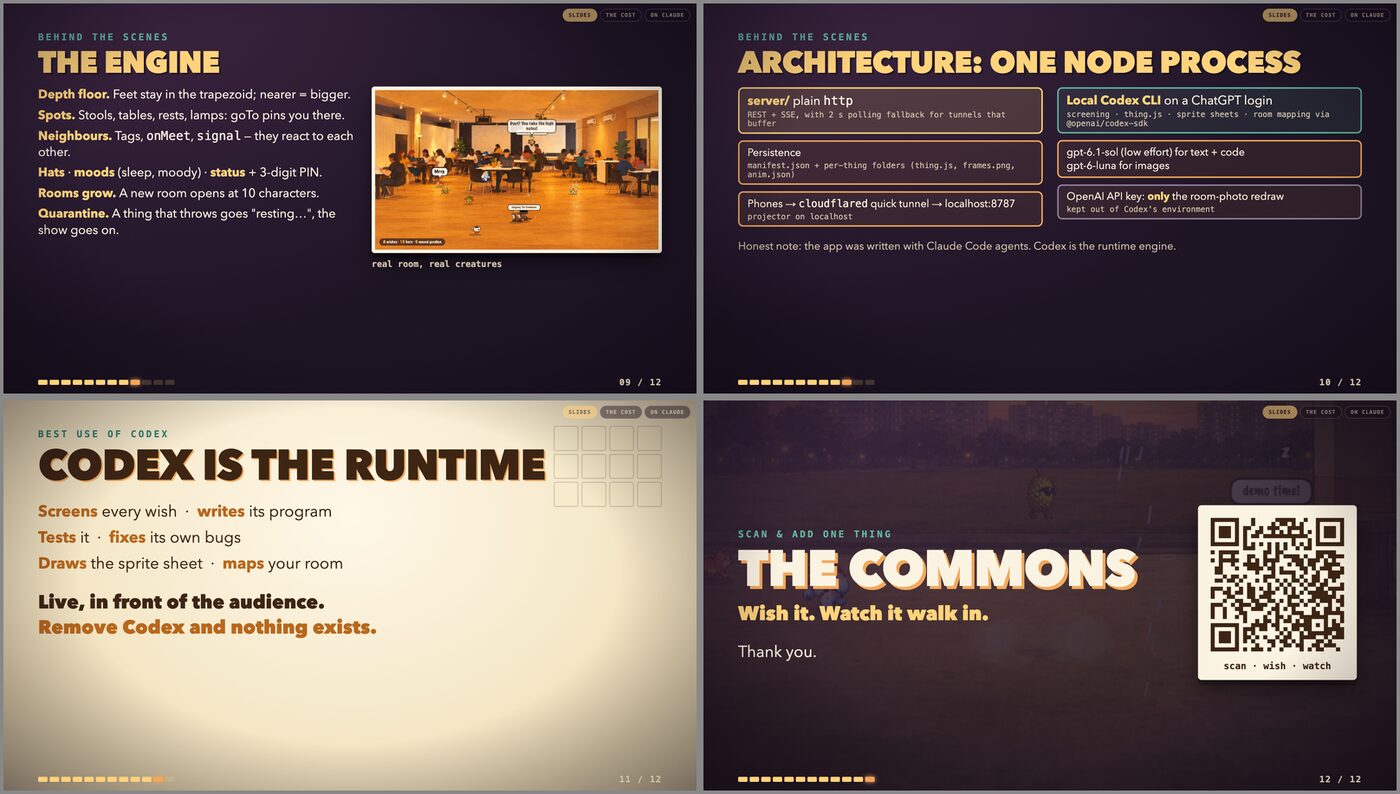 SLIDES THE COST ON CLAUDE
BEHIND THE SCENES
THE ENGINE
Depth floor. Feet stay in the trapezoid; nearer = bigger.
Spots. Stools, tables, rests, lamps: goTo pins you there.
Neighbours. Tags, onMeet, signal — they react to each
other.
Hats · moods (sleep, moody) · status + 3-digit PIN.
Rooms grow. A new room opens at 10 characters.
Quarantine. A thing that throws goes "resting…", the
show goes on.
Duet? You take the high
notes!
real room, real creatures
09 / 12
SLIDES THE COST ON CLAUDE
BEHIND THE SCENES
ARCHITECTURE: ONE NODE PROCESS
server/ plain http
REST + SSE, with 2 s polling fallback for tunnels that
buffer
Persistence
manifest.json + per-thing folders (thing.js, frames.png,
anim.json)
Phones → cloudflared quick tunnel → localhost:8787
projector on localhost
Local Codex CLI on a ChatGPT login
screening · thing.js · sprite sheets · room mapping via
@openai/codex-sdk
gpt-6.1-sol (low effort) for text + code
gpt-6-luna for images
OpenAI API key: only the room-photo redraw
kept out of Codex's environment
Honest note: the app was written with Claude Code agents. Codex is the runtime engine.
10 / 12
SLIDES THE COST ON CLAUDE
BEST USE OF CODEX
CODEX IS THE RUNTIME
Screens every wish · writes its program
Tests it · fixes its own bugs
Draws the sprite sheet · maps your room
Live, in front of the audience.
Remove Codex and nothing exists.
11 / 12
SLIDES THE COST ON CLAUDE
z
demo time!
SCAN & ADD ONE THING
THE COMMONS
Wish it. Watch it walk in.
Thank you.
scan · wish · watch
12 / 12